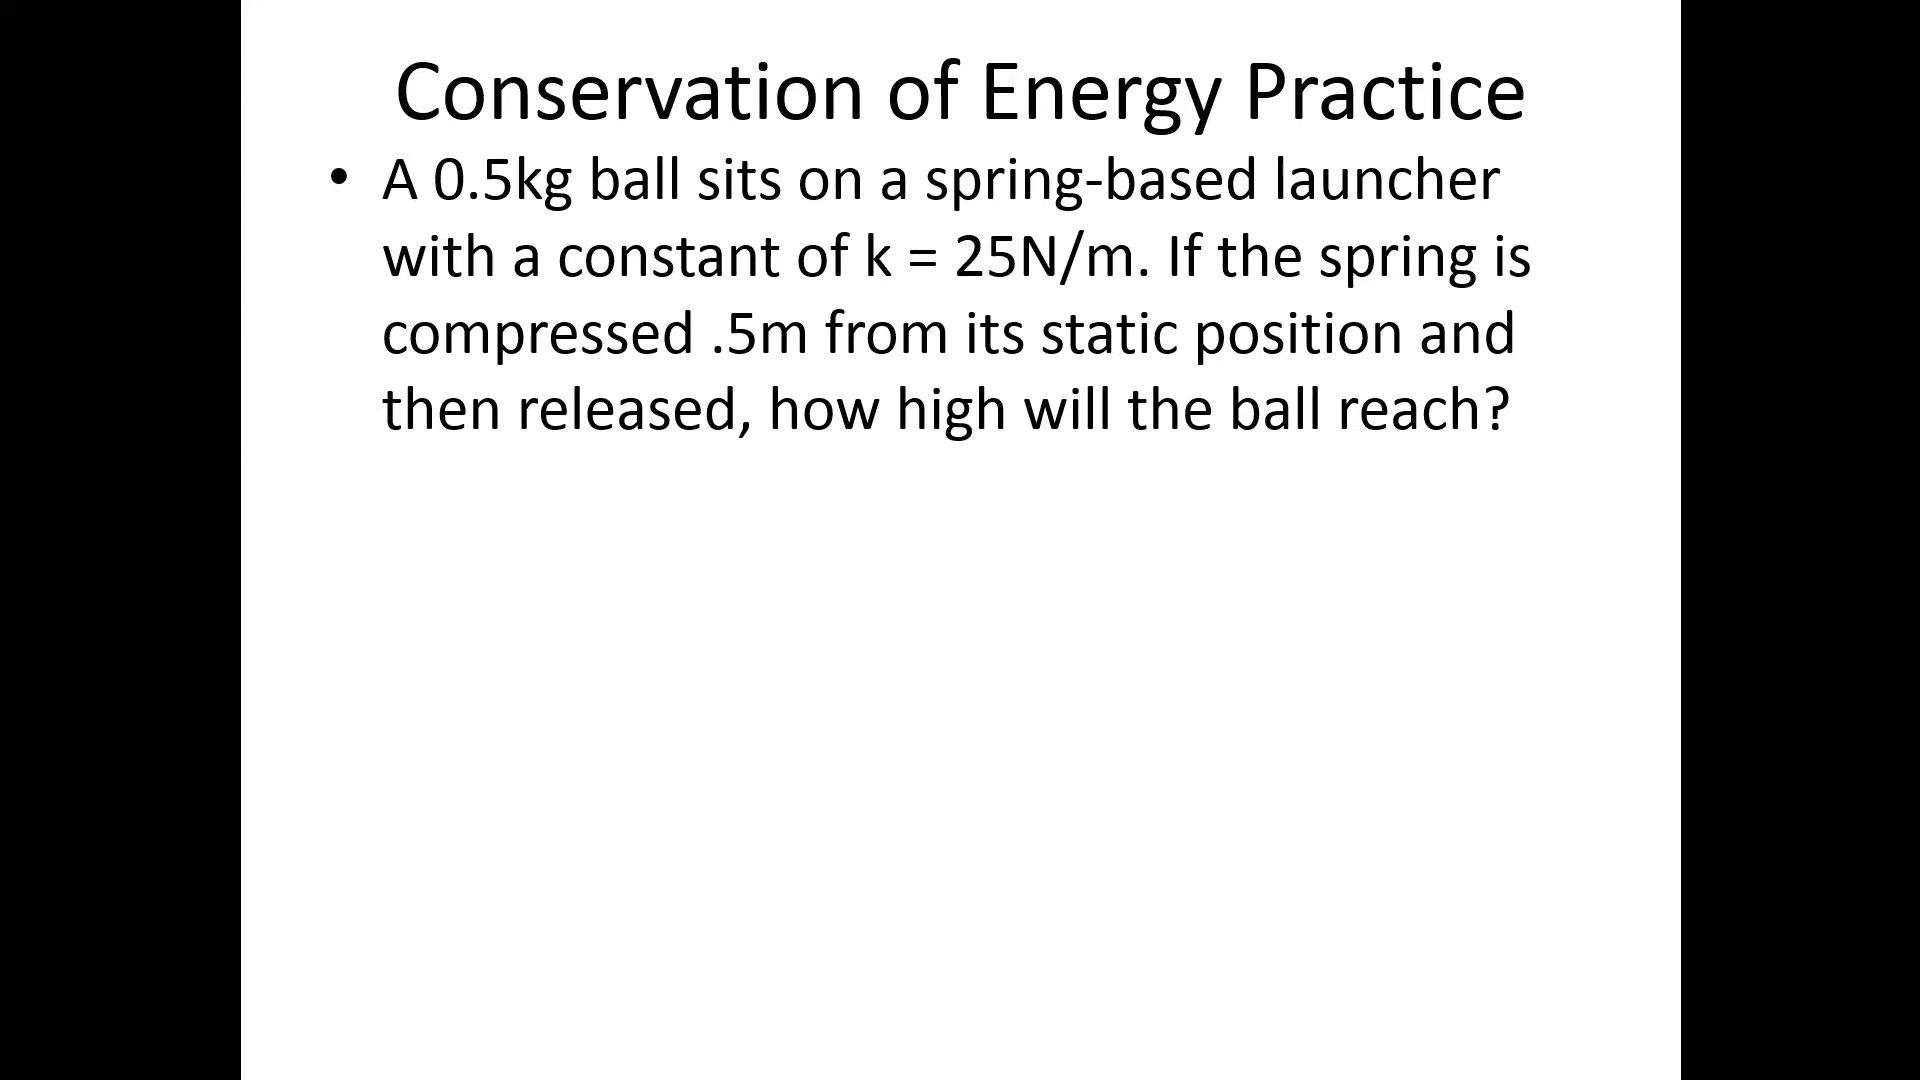 Conservation of Energy Practice
• A 0.5kg ball sits on a spring-based launcher
with a constant of k = 25N/m. If the spring is
compressed .5m from its static position and
then released, how high will the ball reach?